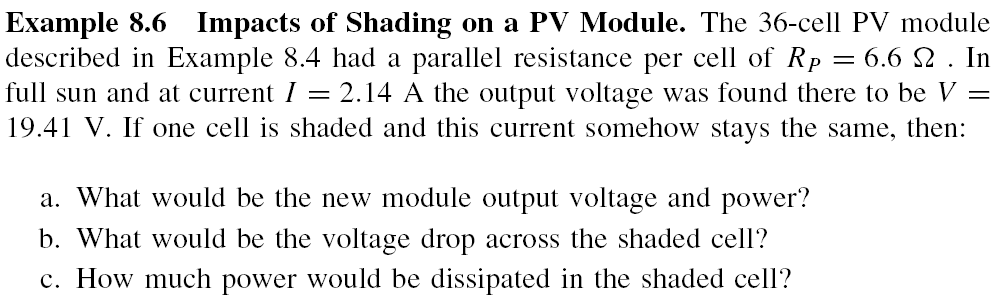 Example 8.6 Impacts of Shading on a PV Module. The 36-cell PV module
described in Example 8.4 had a parallel resistance per cell of R_P = 6.6 Ω . In
full sun and at current I = 2.14 A the output voltage was found there to be V =
19.41 V. If one cell is shaded and this current somehow stays the same, then:
a. What would be the new module output voltage and power?
b. What would be the voltage drop across the shaded cell?
c. How much power would be dissipated in the shaded cell?